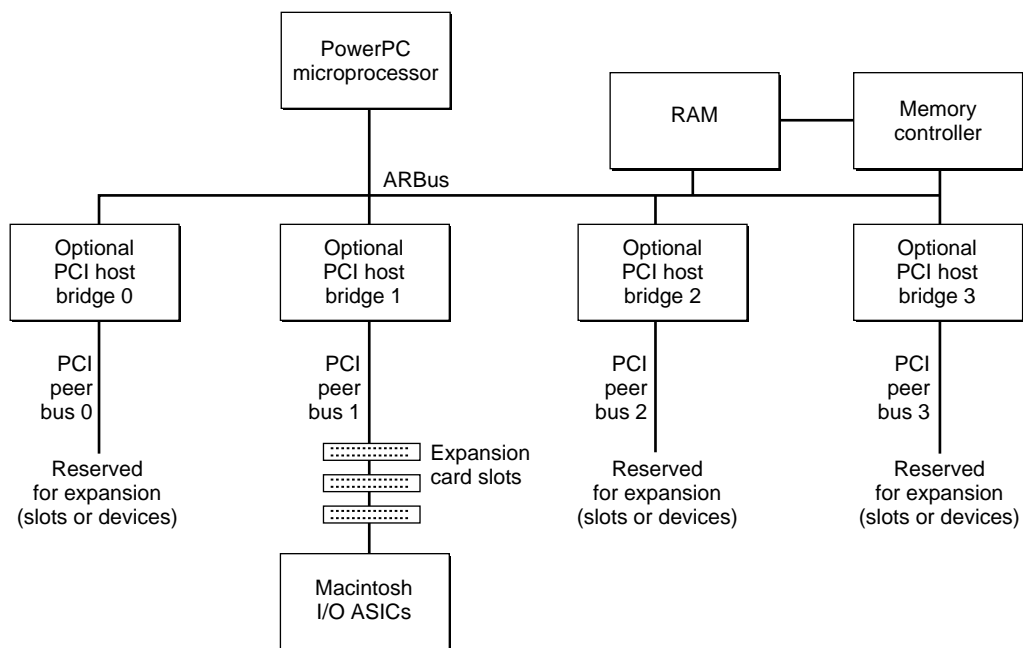 PowerPC
microprocessor
RAM
Memory
controller
ARBus
Optional
PCI host
bridge 0
Optional
PCI host
bridge 1
Optional
PCI host
bridge 2
Optional
PCI host
bridge 3
PCI
peer
bus 0
PCI
peer
bus 1
PCI
peer
bus 2
PCI
peer
bus 3
Reserved
for expansion
(slots or devices)
Expansion
card slots
Reserved
for expansion
(slots or devices)
Reserved
for expansion
(slots or devices)
Macintosh
I/O ASICs